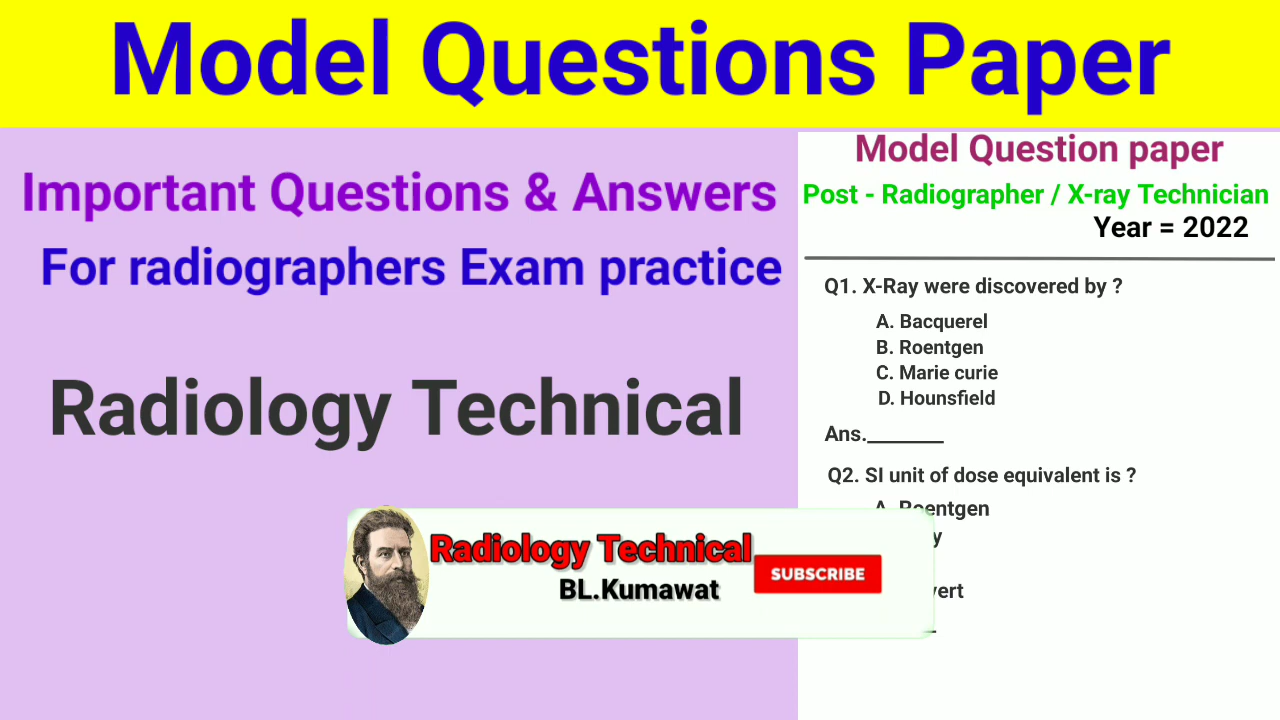 Model Questions Paper
Important Questions & Answers
For radiographers Exam practice
Radiology Technical
Model Question paper
Post - Radiographer / X-ray Technician
Year = 2022
Q1. X-Ray were discovered by ?
A. Bacquerel
B. Roentgen
C. Marie curie
D. Hounsfield
Ans.________
Q2. SI unit of dose equivalent is ?
A. Roentgen
Radiology Technical
BL.Kumawat
SUBSCRIBE